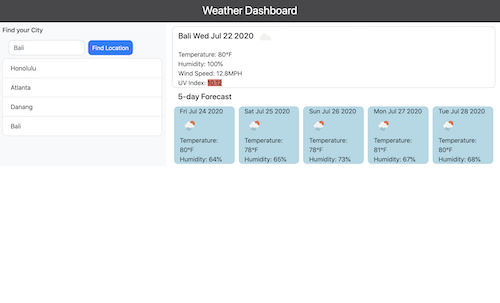 Weather Dashboard
Find your City
Bali
Find Location
Honolulu
Atlanta
Danang
Bali
Bali Wed Jul 22 2020
Temperature: 80°F
Humidity: 100%
Wind Speed: 12.8MPH
UV Index:
5-day Forecast
Fri Jul 24 2020
Temperature:
80°F
Humidity: 64%
Sat Jul 25 2020
Temperature:
78°F
Humidity: 65%
Sun Jul 26 2020
Temperature:
78°F
Humidity: 73%
Mon Jul 27 2020
Temperature:
81°F
Humidity: 67%
Tue Jul 28 2020
Temperature:
80°F
Humidity: 68%